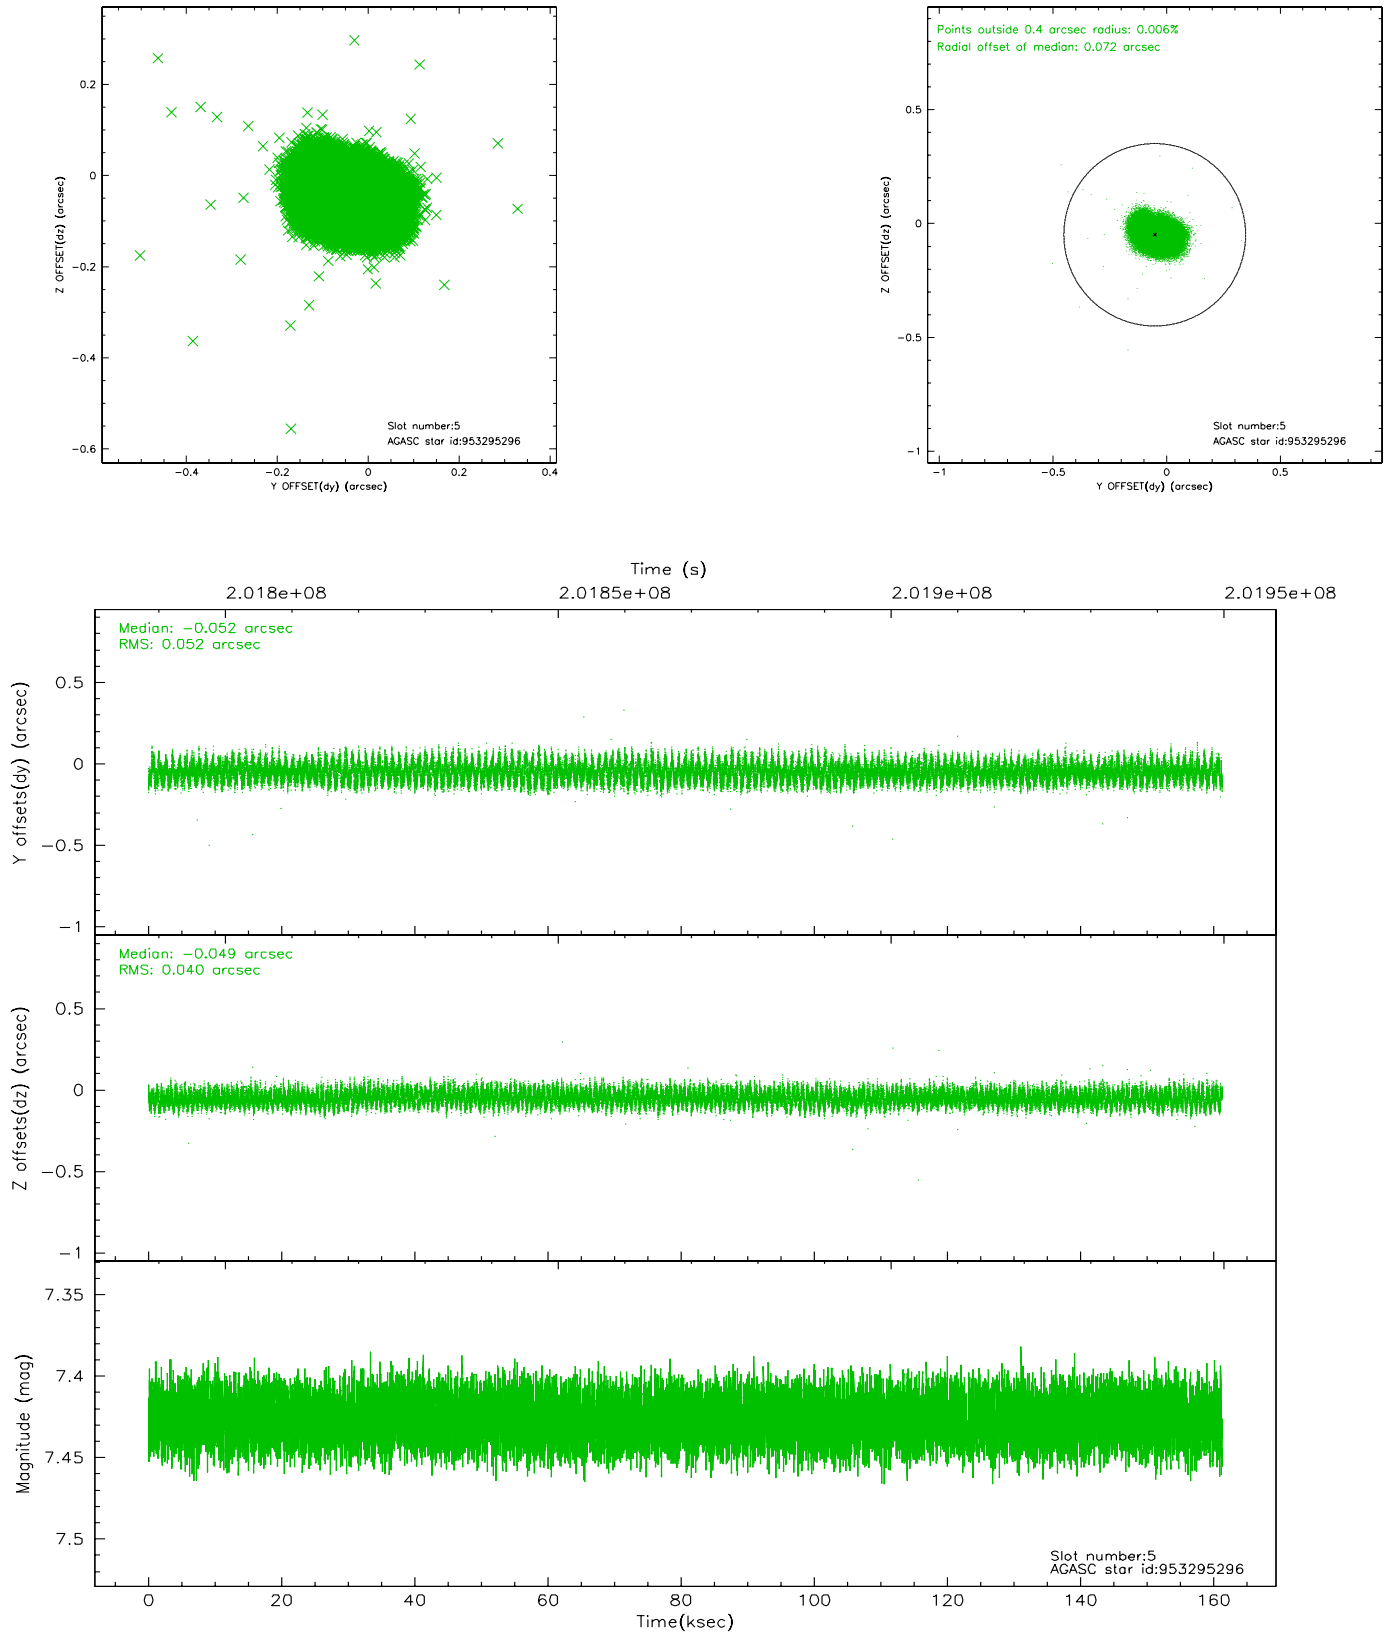 0.2
0
−0.2
−0.4
−0.6
Z OFFSET(dz) (arcsec)
Slot number:5
AGASC star id:953295296
−0.4
−0.2
0
0.2
0.4
Y OFFSET(dy) (arcsec)
Points outside 0.4 arcsec radius: 0.006%
Radial offset of median: 0.072 arcsec
0.5
0
−0.5
−1
Z OFFSET(dz) (arcsec)
Slot number:5
AGASC star id:953295296
−1
−0.5
0
0.5
Y OFFSET(dy) (arcsec)
Time (s)
2.018e+08
2.0185e+08
2.019e+08
2.0195e+08
Median: −0.052 arcsec
RMS: 0.052 arcsec
0.5
0
−0.5
−1
Y offsets(dy) (arcsec)
Median: −0.049 arcsec
RMS: 0.040 arcsec
0.5
0
−0.5
−1
Z offsets(dz) (arcsec)
7.35
7.4
7.45
7.5
Magnitude (mag)
Slot number:5
AGASC star id:953295296
0
20
40
60
80
100
120
140
160
Time(ksec)